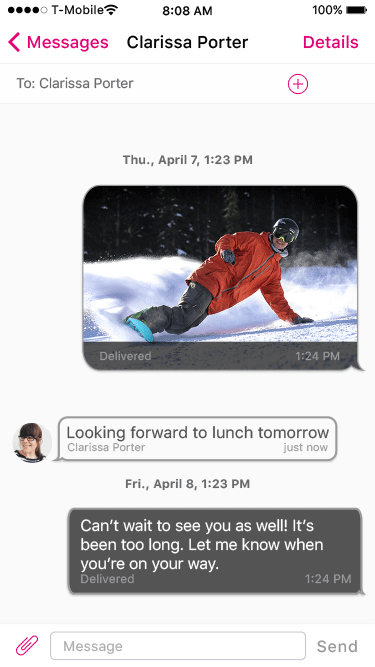 T-Mobile 8:08 AM 100%
Messages Clarissa Porter Details
To: Clarissa Porter
Thu., April 7, 1:23 PM
Delivered 1:24 PM
Looking forward to lunch tomorrow
Clarissa Porter just now
Fri., April 8, 1:23 PM
Can't wait to see you as well! It's
been too long. Let me know when
you're on your way.
Delivered 1:24 PM
Message Send